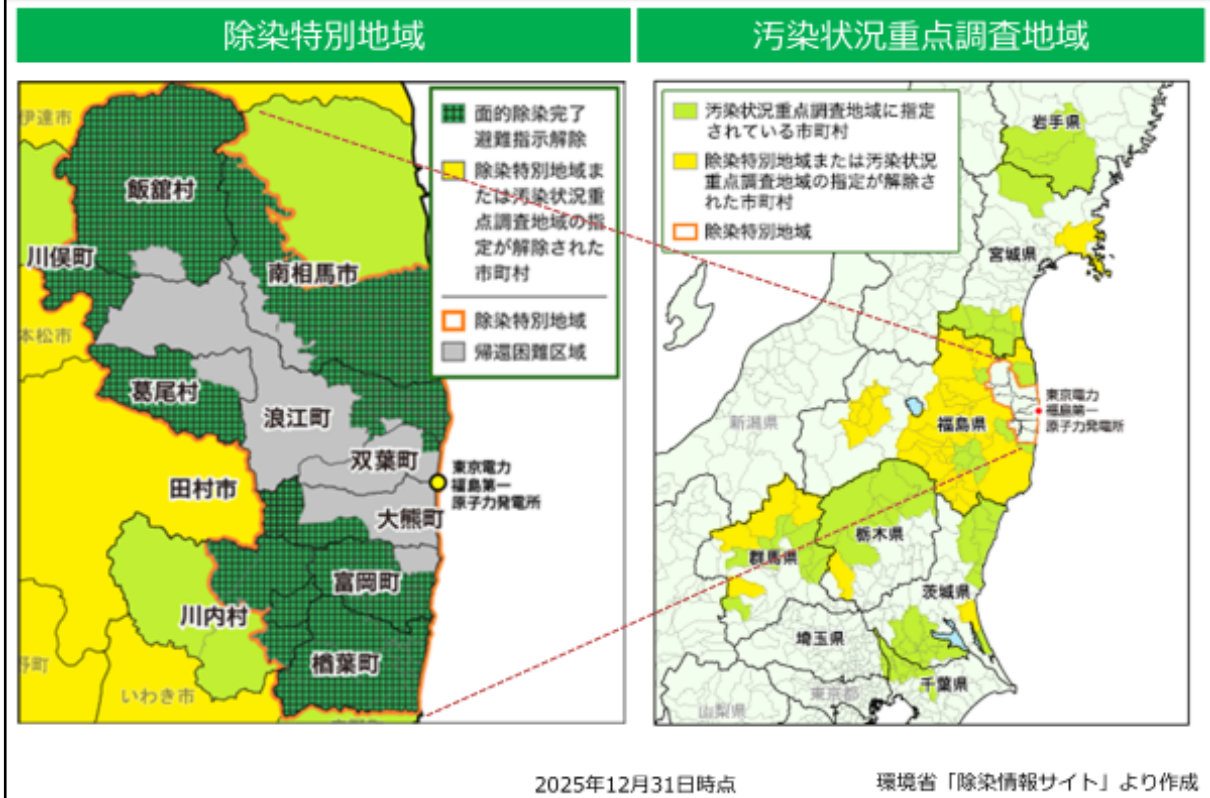 除染特別地域
汚染状況重点調査地域
面的除染完了
避難指示解除
除染特別地域ま
たは汚染状況重
点調査地域の指
定が解除された
市町村
除染特別地域
帰還困難区域
伊達市
飯舘村
川俣町
南相馬市
本松市
葛尾村
浪江町
双葉町
東京電力
福島第一
原子力発電所
田村市
大熊町
富岡町
川内村
楢葉町
野町
いわき市
汚染状況重点調査地域に指定
されている市町村
除染特別地域または汚染状況
重点調査地域の指定が解除さ
れた市町村
除染特別地域
岩手県
宮城県
東京電力
福島第一
原子力発電所
新潟県
福島県
栃木県
群馬県
茨城県
埼玉県
千葉県
東京都
山梨県
2025年12月31日時点
環境省「除染情報サイト」より作成